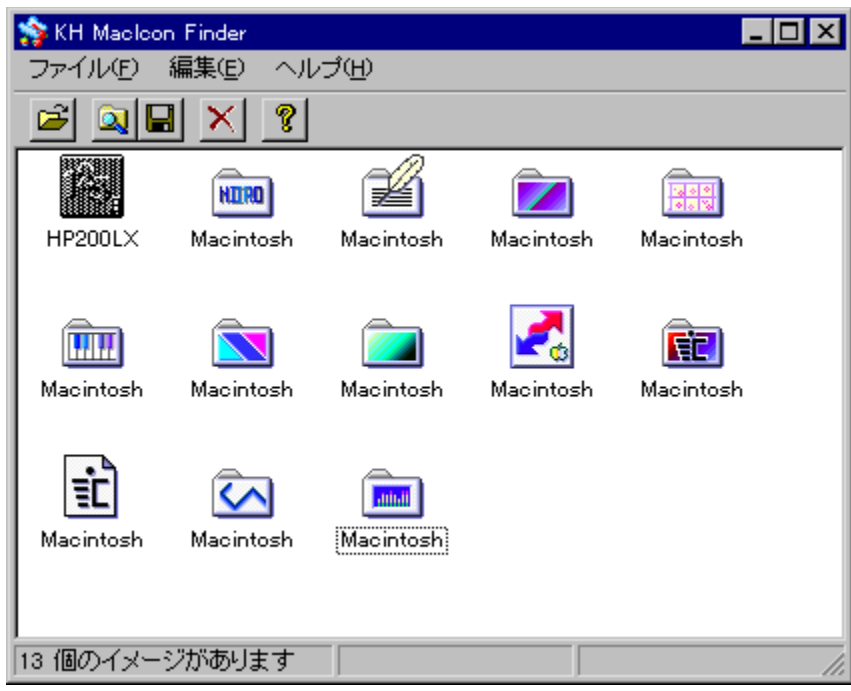 KH MacIcon Finder
ファイル(F) 編集(E) ヘルプ(H)
HP200LX Macintosh Macintosh Macintosh Macintosh
Macintosh Macintosh Macintosh Macintosh Macintosh
Macintosh Macintosh Macintosh
13 個のイメージがあります